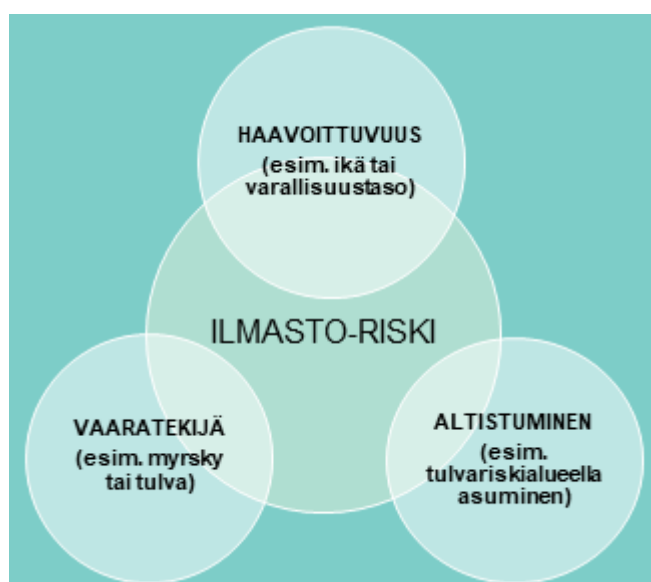 HAAVOITTUVUUS
(esim. ikä tai
varallisuustaso)
ILMASTO-RISKI
VAARATEKIJÄ
(esim. myrsky
tai tulva)
ALTISTUMINEN
(esim.
tulvariskialueella
asuminen)